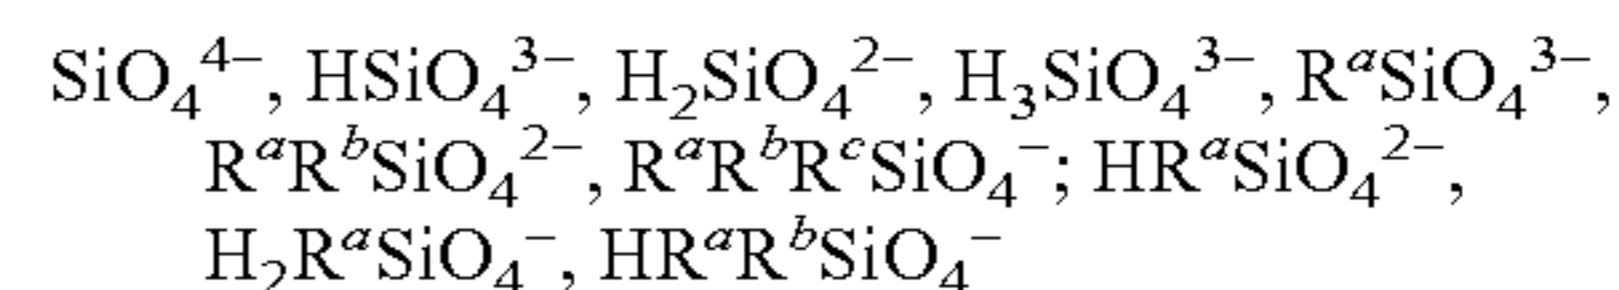 SiO₄⁴⁻, HSiO₄³⁻, H₂SiO₄²⁻, H₃SiO₄³⁻, RᵃSiO₄³⁻,
RᵃRᵇSiO₄²⁻, RᵃRᵇRᶜSiO₄⁻; HRᵃSiO₄²⁻,
H₂RᵃSiO₄⁻, HRᵃRᵇSiO₄⁻